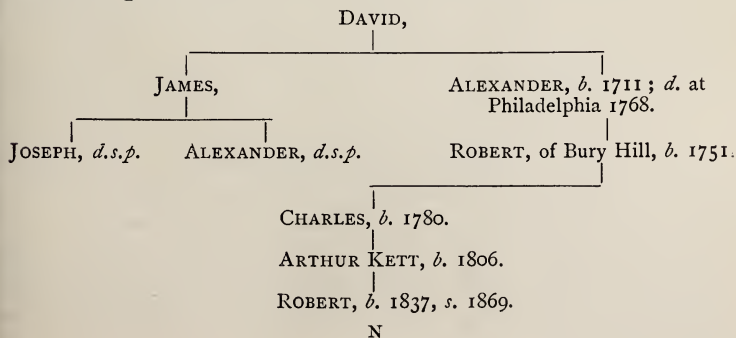 DAVID,
JAMES,
ALEXANDER, b. 1711 ; d. at
Philadelphia 1768.
JOSEPH, d.s.p.
ALEXANDER, d.s.p.
ROBERT, of Bury Hill, b. 1751.
CHARLES, b. 1780.
ARTHUR KETT, b. 1806.
ROBERT, b. 1837, s. 1869.
N